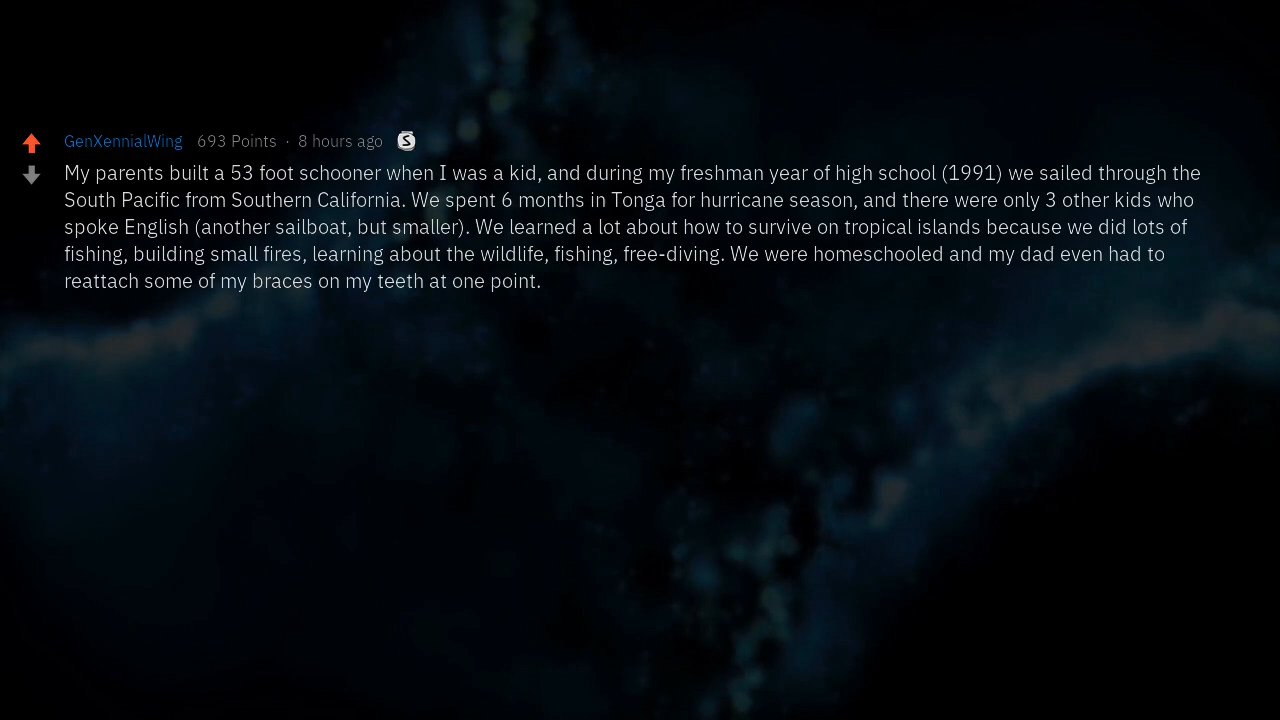 GenXennialWing 693 Points · 8 hours ago S
My parents built a 53 foot schooner when I was a kid, and during my freshman year of high school (1991) we sailed through the
South Pacific from Southern California. We spent 6 months in Tonga for hurricane season, and there were only 3 other kids who
spoke English (another sailboat, but smaller). We learned a lot about how to survive on tropical islands because we did lots of
fishing, building small fires, learning about the wildlife, fishing, free-diving. We were homeschooled and my dad even had to
reattach some of my braces on my teeth at one point.